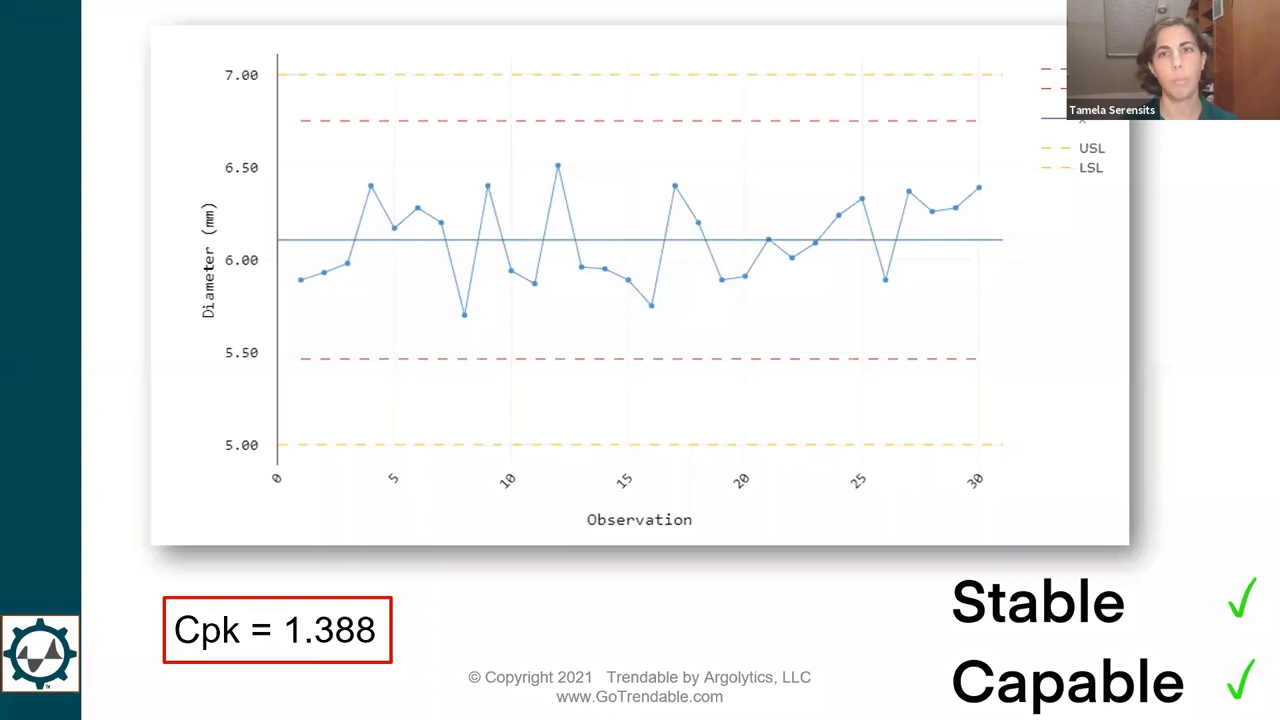 Tamela Serensits
7.00
6.50
6.00
5.50
5.00
Diameter (mm)
0
5
10
15
20
25
30
Observation
USL
LSL
Cpk = 1.388
Stable ✓
Capable ✓
© Copyright 2021 Trendable by Argolytics, LLC
www.GoTrendable.com